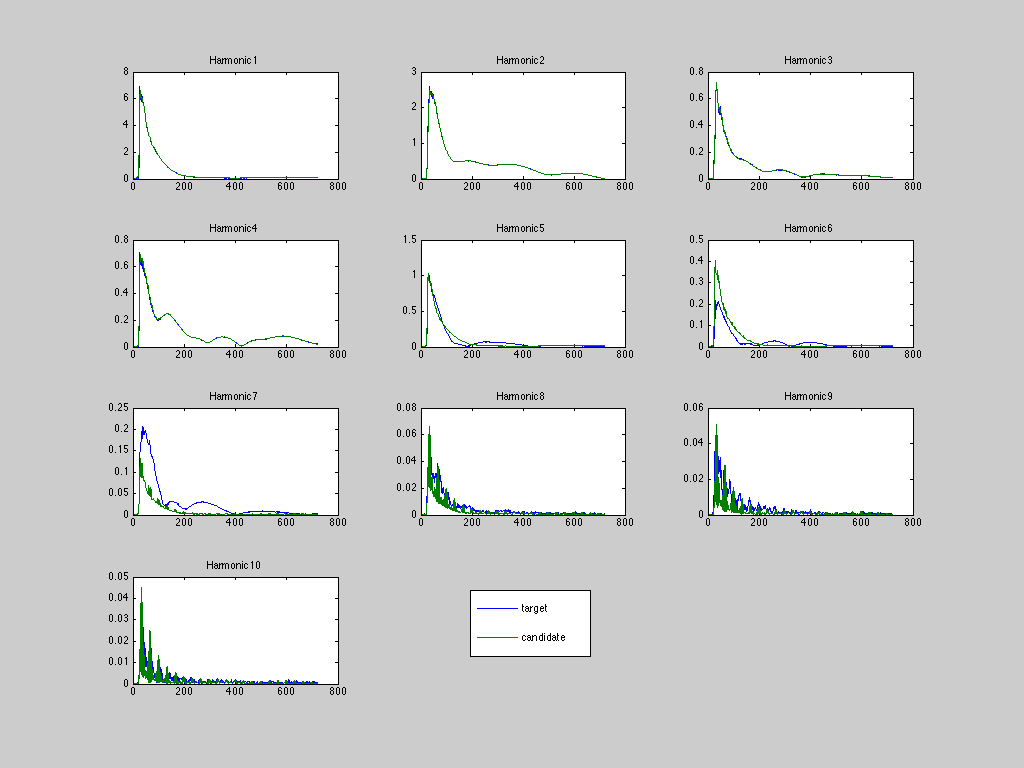 Harmonic1 Harmonic2 Harmonic3
8 3 0.8
6 0.6
2
4 0.4
1
2 0.2
0 0 0
0 200 400 600 800 0 200 400 600 800 0 200 400 600 800
Harmonic4 Harmonic5 Harmonic6
0.8 1.5 0.5
0.4
0.6
1
0.3
0.4
0.2
0.5
0.2
0.1
0 0 0
0 200 400 600 800 0 200 400 600 800 0 200 400 600 800
Harmonic7 Harmonic8 Harmonic9
0.25 0.08 0.06
0.2
0.06
0.04
0.15
0.04
0.1
0.02
0.02
0.05
0 0 0
0 200 400 600 800 0 200 400 600 800 0 200 400 600 800
Harmonic10
0.05
0.04
target
0.03
candidate
0.02
0.01
0
0 200 400 600 800